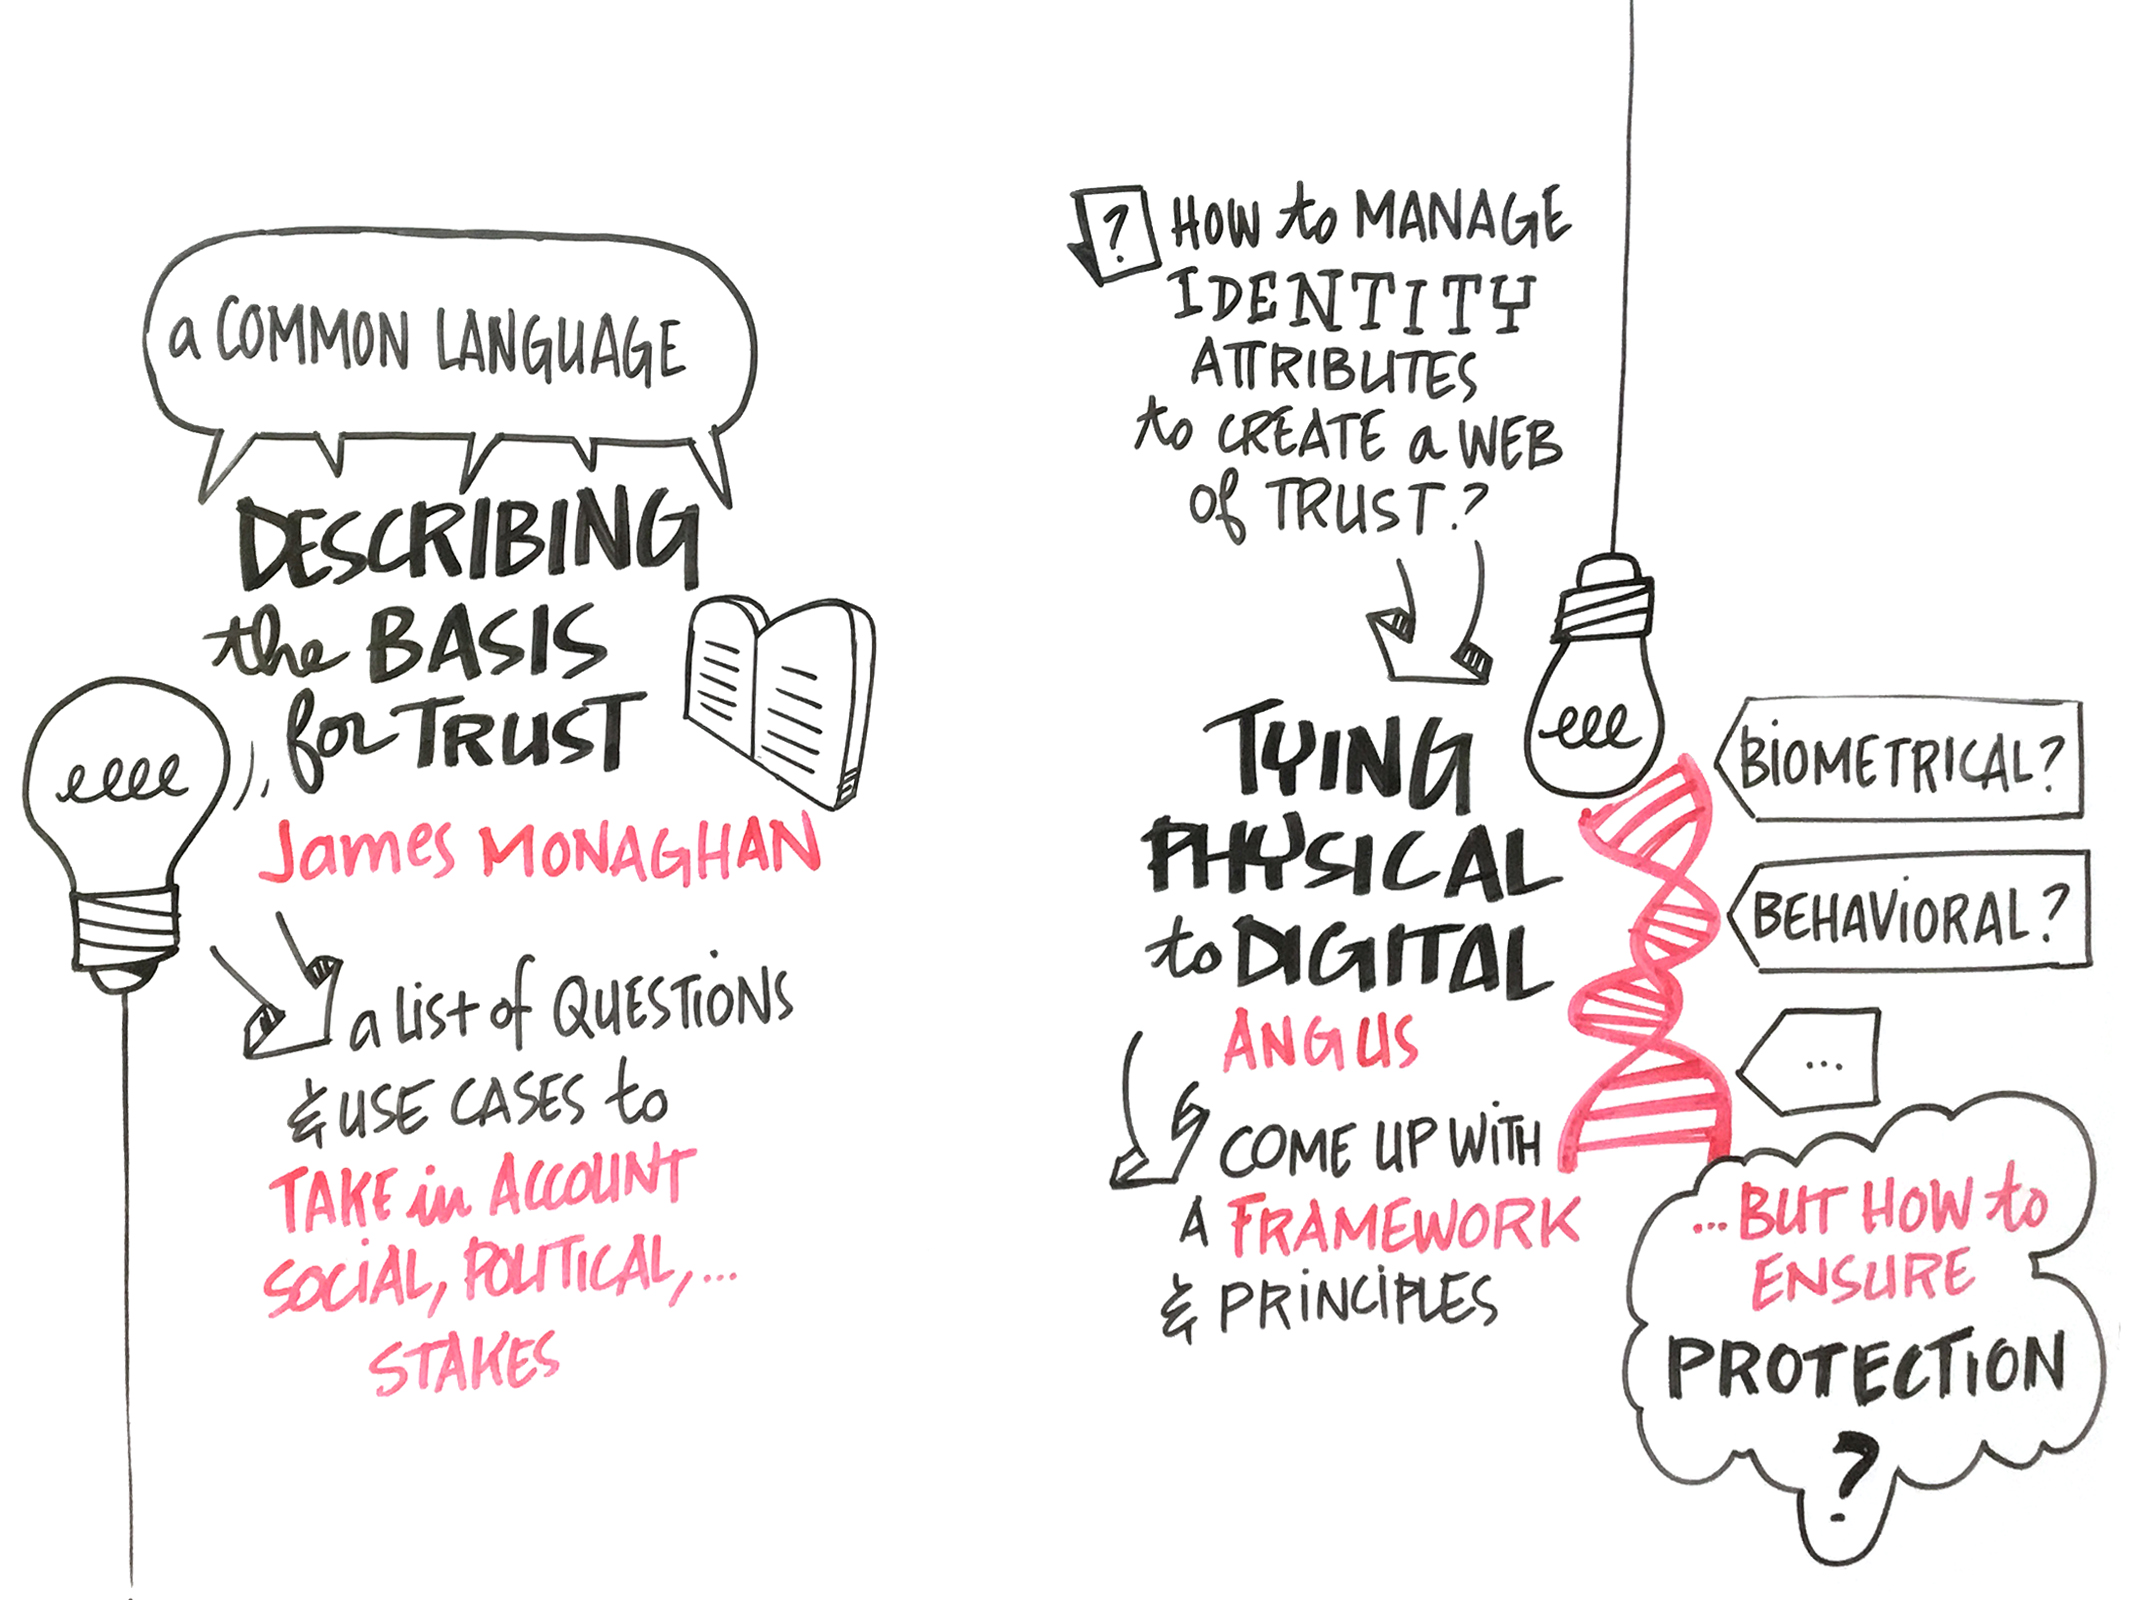 a COMMON LANGUAGE
DESCRIBING
the BASIS
for TRUST
James MONAGHAN
a List of QUESTiONS
& USE CASES to
TAKE in ACCOUNT
SOCiAL, POLITICAL,...
STAKES
? HOW to MANAGE
IDENTITY
ATTRIBUTES
to CREATE a WEB
of TRUST?
TYING
PHYSICAL
to DIGITAL
ANGUS
COME UP WiTH
A FRAMEWORK
& PRiNCiPLES
BiOMETRICAL?
BEHAViORAL?
...
...BUT HOW to
ENSURE
PROTECTiON
?